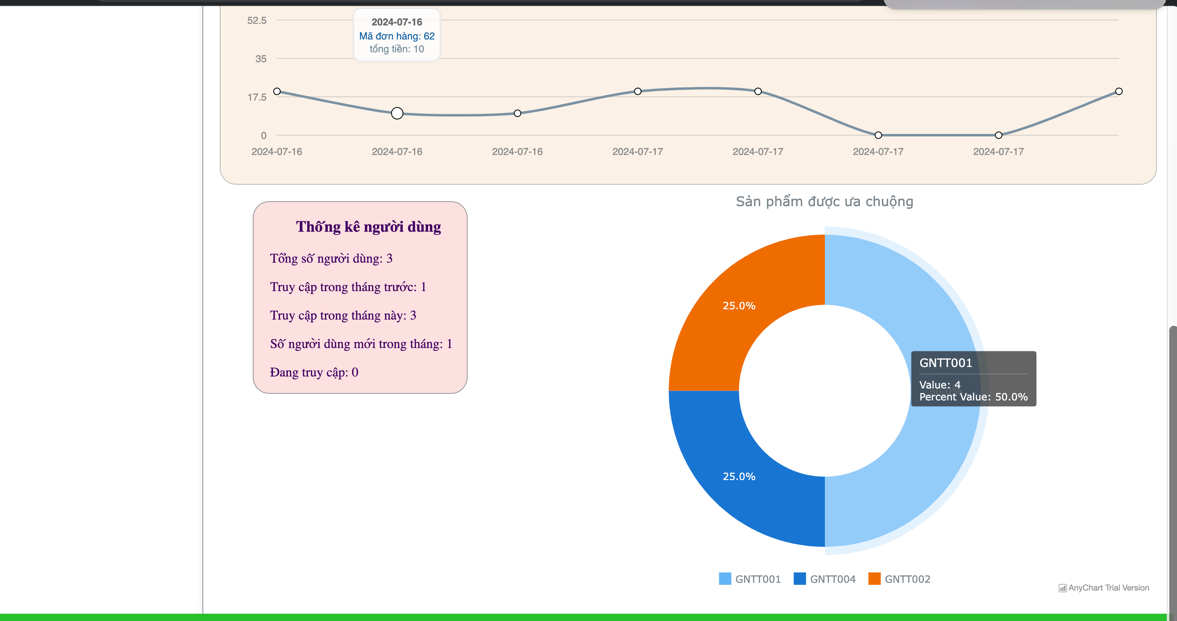 52.5
35
17.5
0
2024-07-16
Mã đơn hàng: 62
tổng tiền: 10
2024-07-16
2024-07-16
2024-07-16
2024-07-17
2024-07-17
2024-07-17
2024-07-17
Thống kê người dùng
Tổng số người dùng: 3
Truy cập trong tháng trước: 1
Truy cập trong tháng này: 3
Số người dùng mới trong tháng: 1
Đang truy cập: 0
Sản phẩm được ưa chuộng
25.0%
25.0%
GNTT001
Value: 4
Percent Value: 50.0%
GNTT001
GNTT004
GNTT002
AnyChart Trial Version